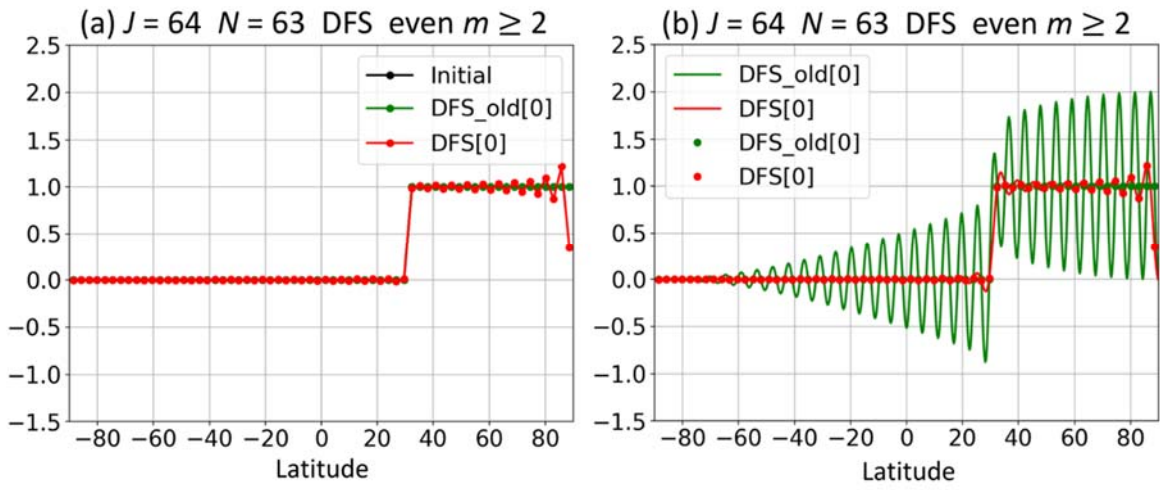 (a) J = 64 N = 63 DFS even m ≥ 2
2.5
2.0
1.5
1.0
0.5
0.0
−0.5
−1.0
−1.5
Initial
DFS_old[0]
DFS[0]
−80 −60 −40 −20 0 20 40 60 80
Latitude
(b) J = 64 N = 63 DFS even m ≥ 2
2.5
2.0
1.5
1.0
0.5
0.0
−0.5
−1.0
−1.5
DFS_old[0]
DFS[0]
DFS_old[0]
DFS[0]
−80 −60 −40 −20 0 20 40 60 80
Latitude